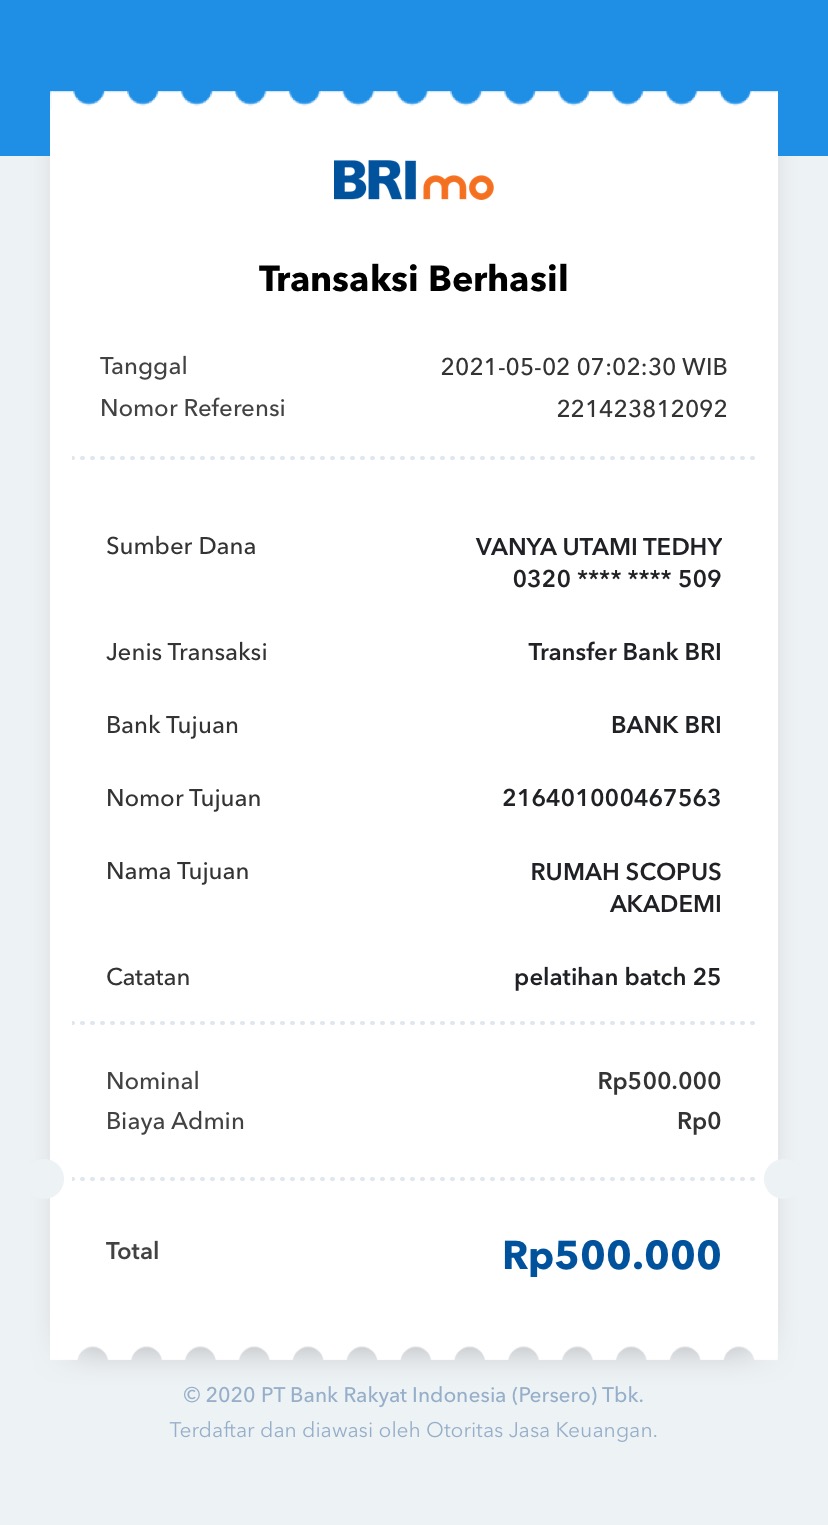 BRImo
Transaksi Berhasil
Tanggal 2021-05-02 07:02:30 WIB
Nomor Referensi 221423812092
Sumber Dana VANYA UTAMI TEDHY
0320 **** **** 509
Jenis Transaksi Transfer Bank BRI
Bank Tujuan BANK BRI
Nomor Tujuan 216401000467563
Nama Tujuan RUMAH SCOPUS
AKADEMI
Catatan pelatihan batch 25
Nominal Rp500.000
Biaya Admin Rp0
Total Rp500.000
© 2020 PT Bank Rakyat Indonesia (Persero) Tbk.
Terdaftar dan diawasi oleh Otoritas Jasa Keuangan.